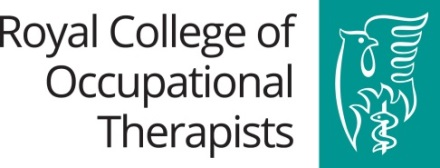 Royal College of
Occupational
Therapists